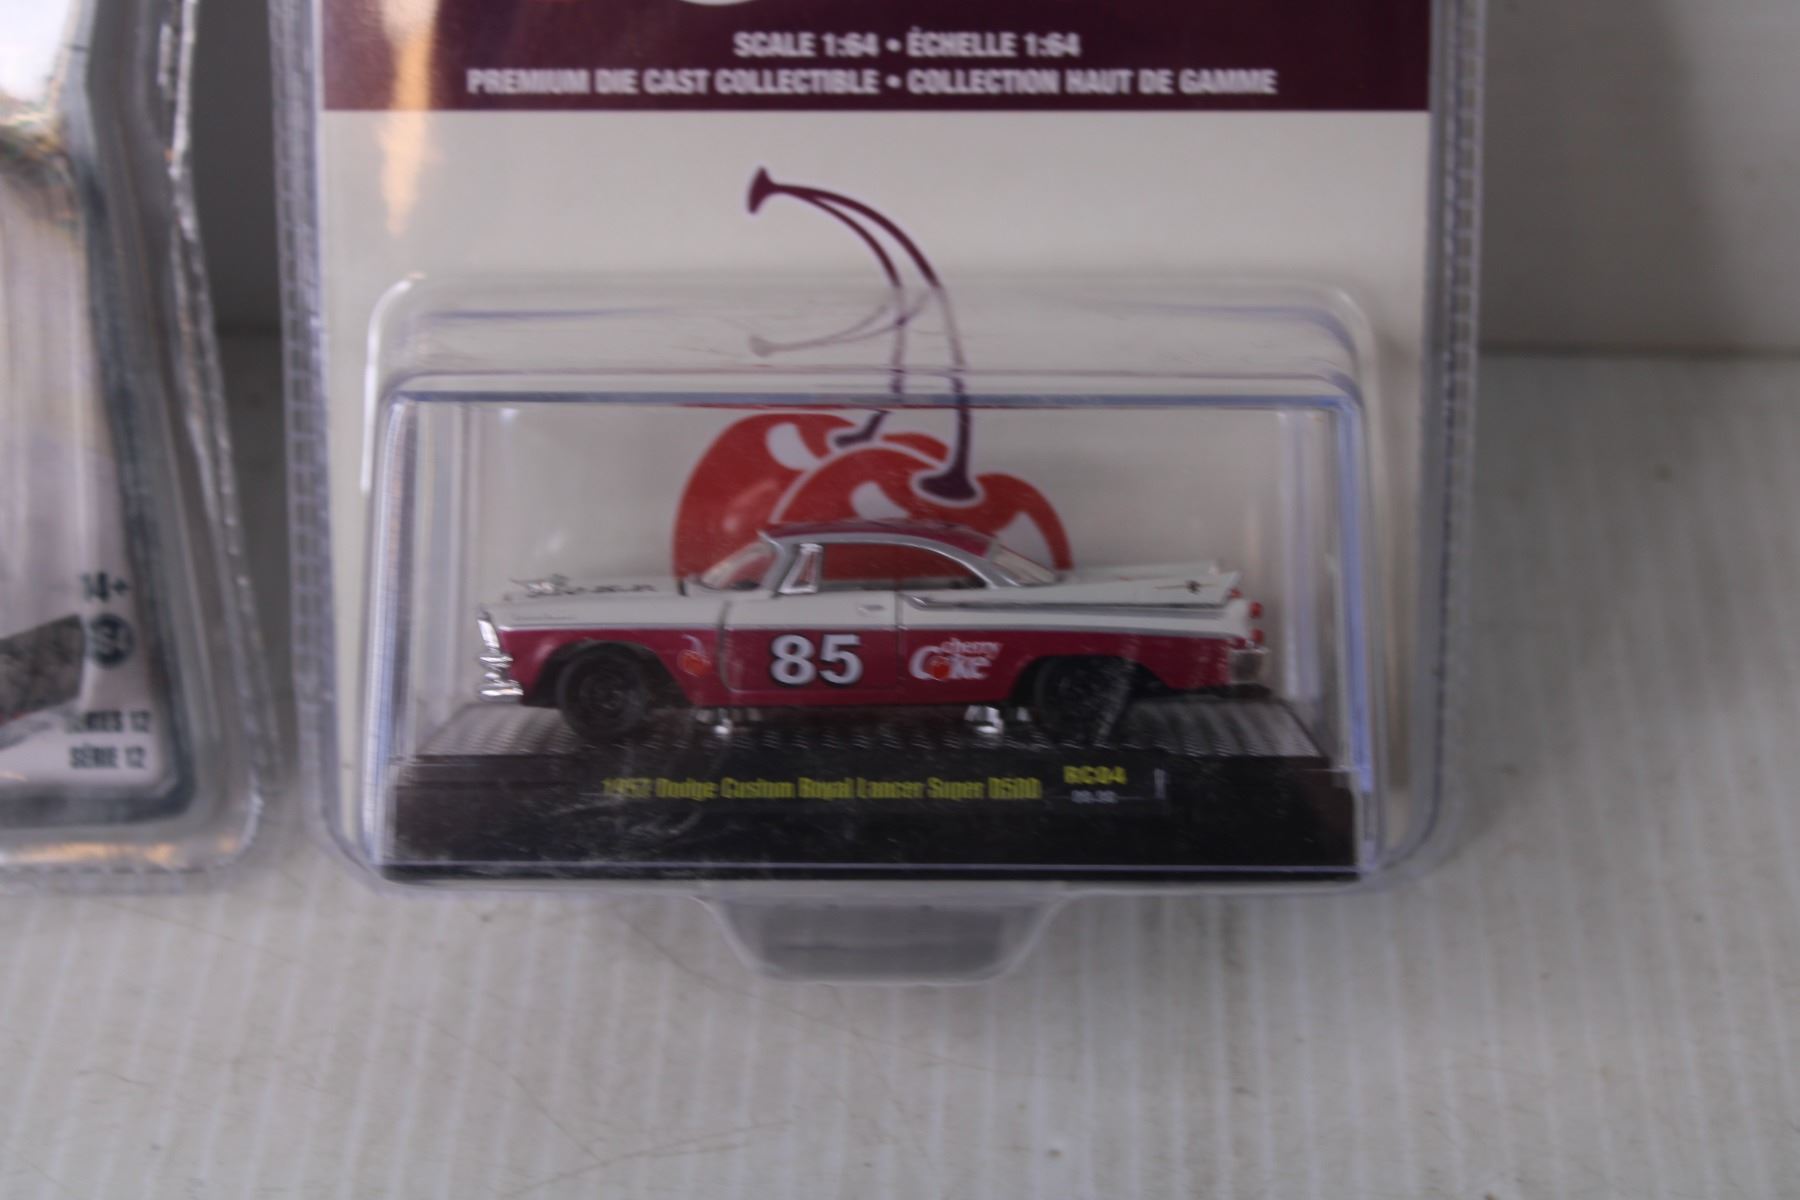 SCALE 1:64 • ÉCHELLE 1:64
PREMIUM DIE CAST COLLECTIBLE • COLLECTION HAUT DE GAMME
85
cherry
Coke
1957 Dodge Custom Royal Lancer Super D500
RC04
14+
SERIES 12
SÉRIE 12